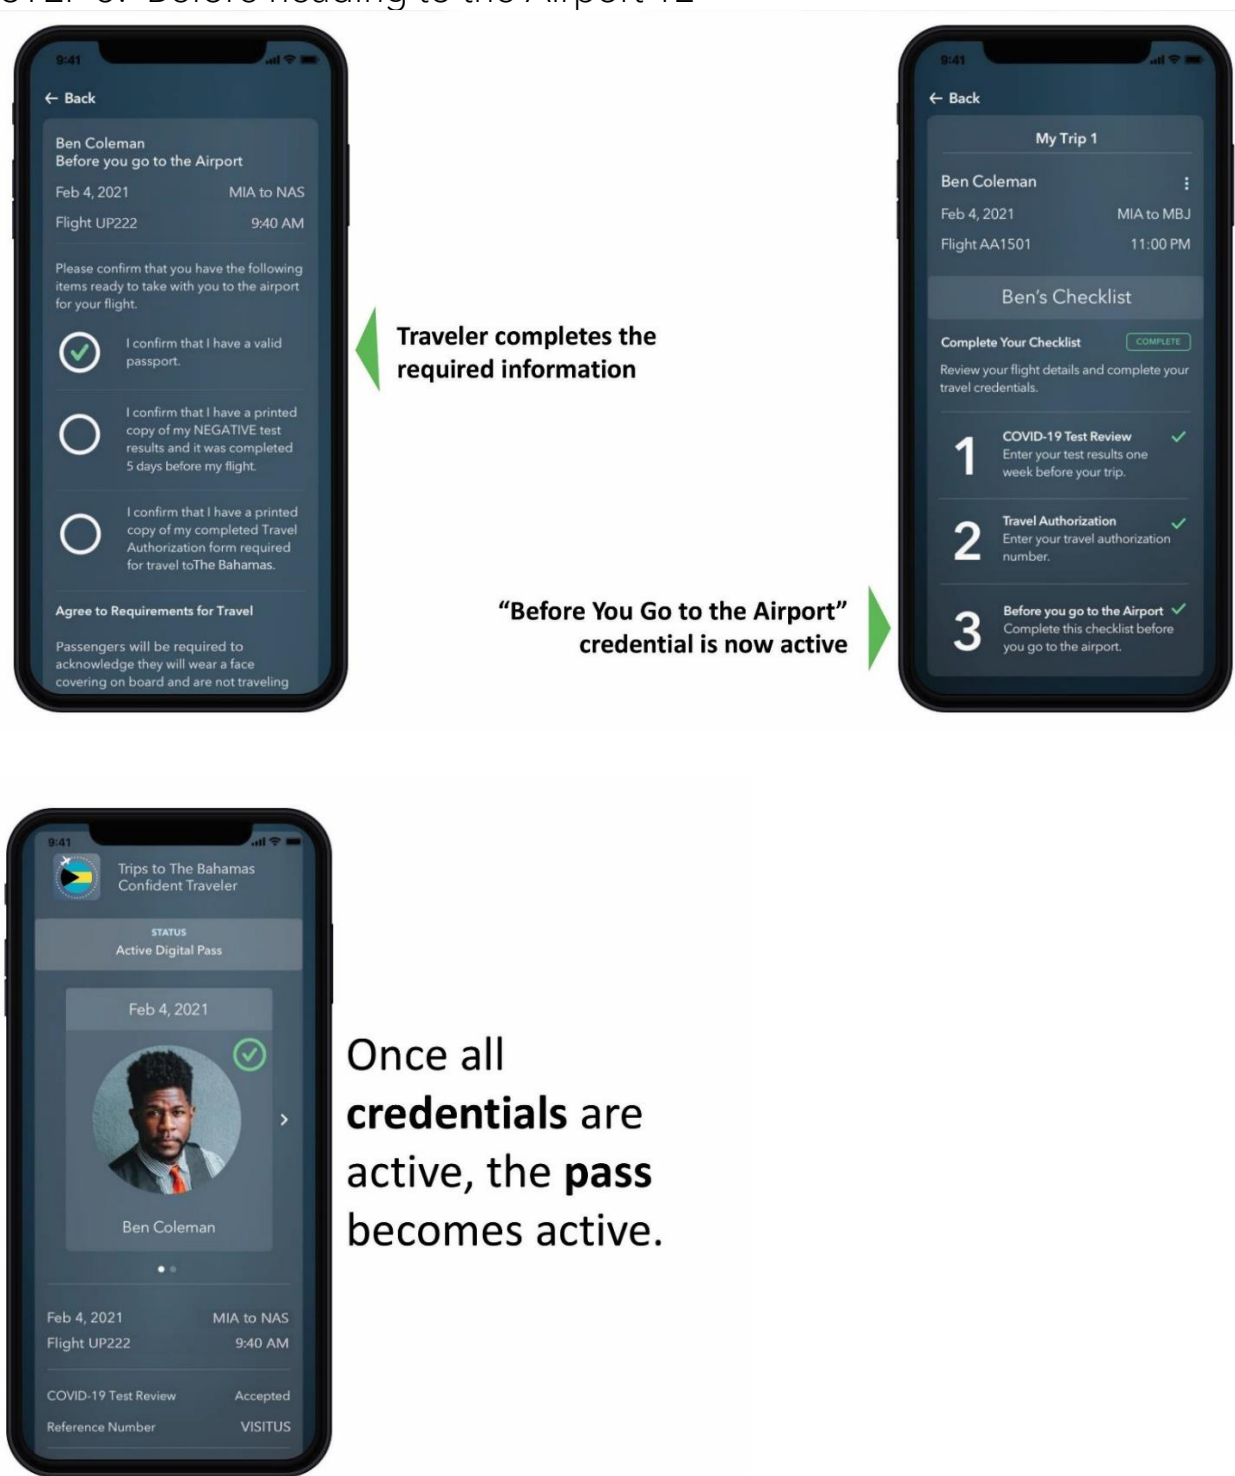 Before heading to the Airport
9:41
← Back
Ben Coleman
Before you go to the Airport
Feb 4, 2021 MIA to NAS
Flight UP222 9:40 AM
Please confirm that you have the following
items ready to take with you to the airport
for your flight.
I confirm that I have a valid
passport.
I confirm that I have a printed
copy of my NEGATIVE test
results and it was completed
5 days before my flight.
I confirm that I have a printed
copy of my completed Travel
Authorization form required
for travel toThe Bahamas.
Agree to Requirements for Travel
Passengers will be required to
acknowledge they will wear a face
covering on board and are not traveling
Traveler completes the
required information
9:41
← Back
My Trip 1
Ben Coleman
Feb 4, 2021 MIA to MBJ
Flight AA1501 11:00 PM
Ben's Checklist
Complete Your Checklist COMPLETE
Review your flight details and complete your
travel credentials.
1 COVID-19 Test Review
Enter your test results one
week before your trip.
2 Travel Authorization
Enter your travel authorization
number.
3 Before you go to the Airport
Complete this checklist before
you go to the airport.
“Before You Go to the Airport”
credential is now active
9:41
Trips to The Bahamas
Confident Traveler
STATUS
Active Digital Pass
Feb 4, 2021
Ben Coleman
Feb 4, 2021 MIA to NAS
Flight UP222 9:40 AM
COVID-19 Test Review Accepted
Reference Number VISITUS
Once all
credentials are
active, the pass
becomes active.